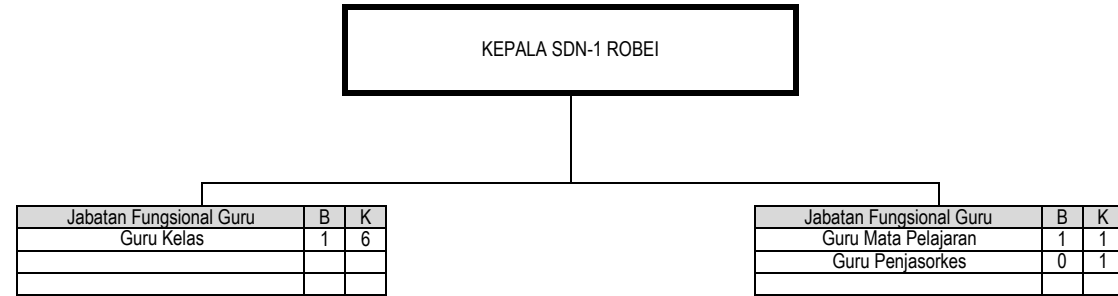 KEPALA SDN-1 ROBEI
Jabatan Fungsional Guru B K
Guru Kelas 1 6
Jabatan Fungsional Guru B K
Guru Mata Pelajaran 1 1
Guru Penjasorkes 0 1